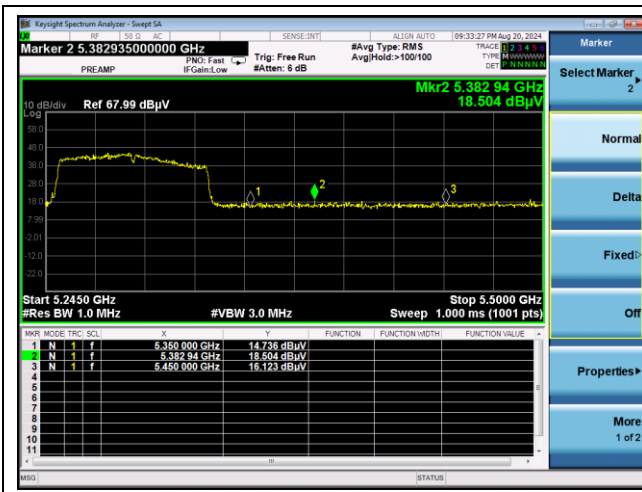 Keysight Spectrum Analyzer - Swept SA
RF 50 Ω AC SENSE:INT ALIGN AUTO 09:33:27 PM Aug 20, 2024
Marker 2 5.382935000000 GHz
PREAMP
PNO: Fast
IFGain:Low
Trig: Free Run
#Atten: 6 dB
#Avg Type: RMS
Avg|Hold:>100/100
TRACE 1 2 3 4 5 6
TYPE M WWWWW
DET P N N N N N
Mkr2 5.382 94 GHz
18.504 dBµV
10 dB/div Ref 67.99 dBµV
Log
58.0
48.0
38.0
28.0
18.0
7.99
-2.01
-12.0
-22.0
1
2
3
Start 5.2450 GHz Stop 5.5000 GHz
#Res BW 1.0 MHz #VBW 3.0 MHz Sweep 1.000 ms (1001 pts)
MKR MODE TRC SCL X Y FUNCTION FUNCTION WIDTH FUNCTION VALUE
1 N 1 f 5.350 000 GHz 14.736 dBµV
2 N 1 f 5.382 94 GHz 18.504 dBµV
3 N 1 f 5.450 000 GHz 16.123 dBµV
4
5
6
7
8
9
10
11
MSG STATUS
Marker
Select Marker
2
Normal
Delta
Fixed
Off
Properties
More
1 of 2